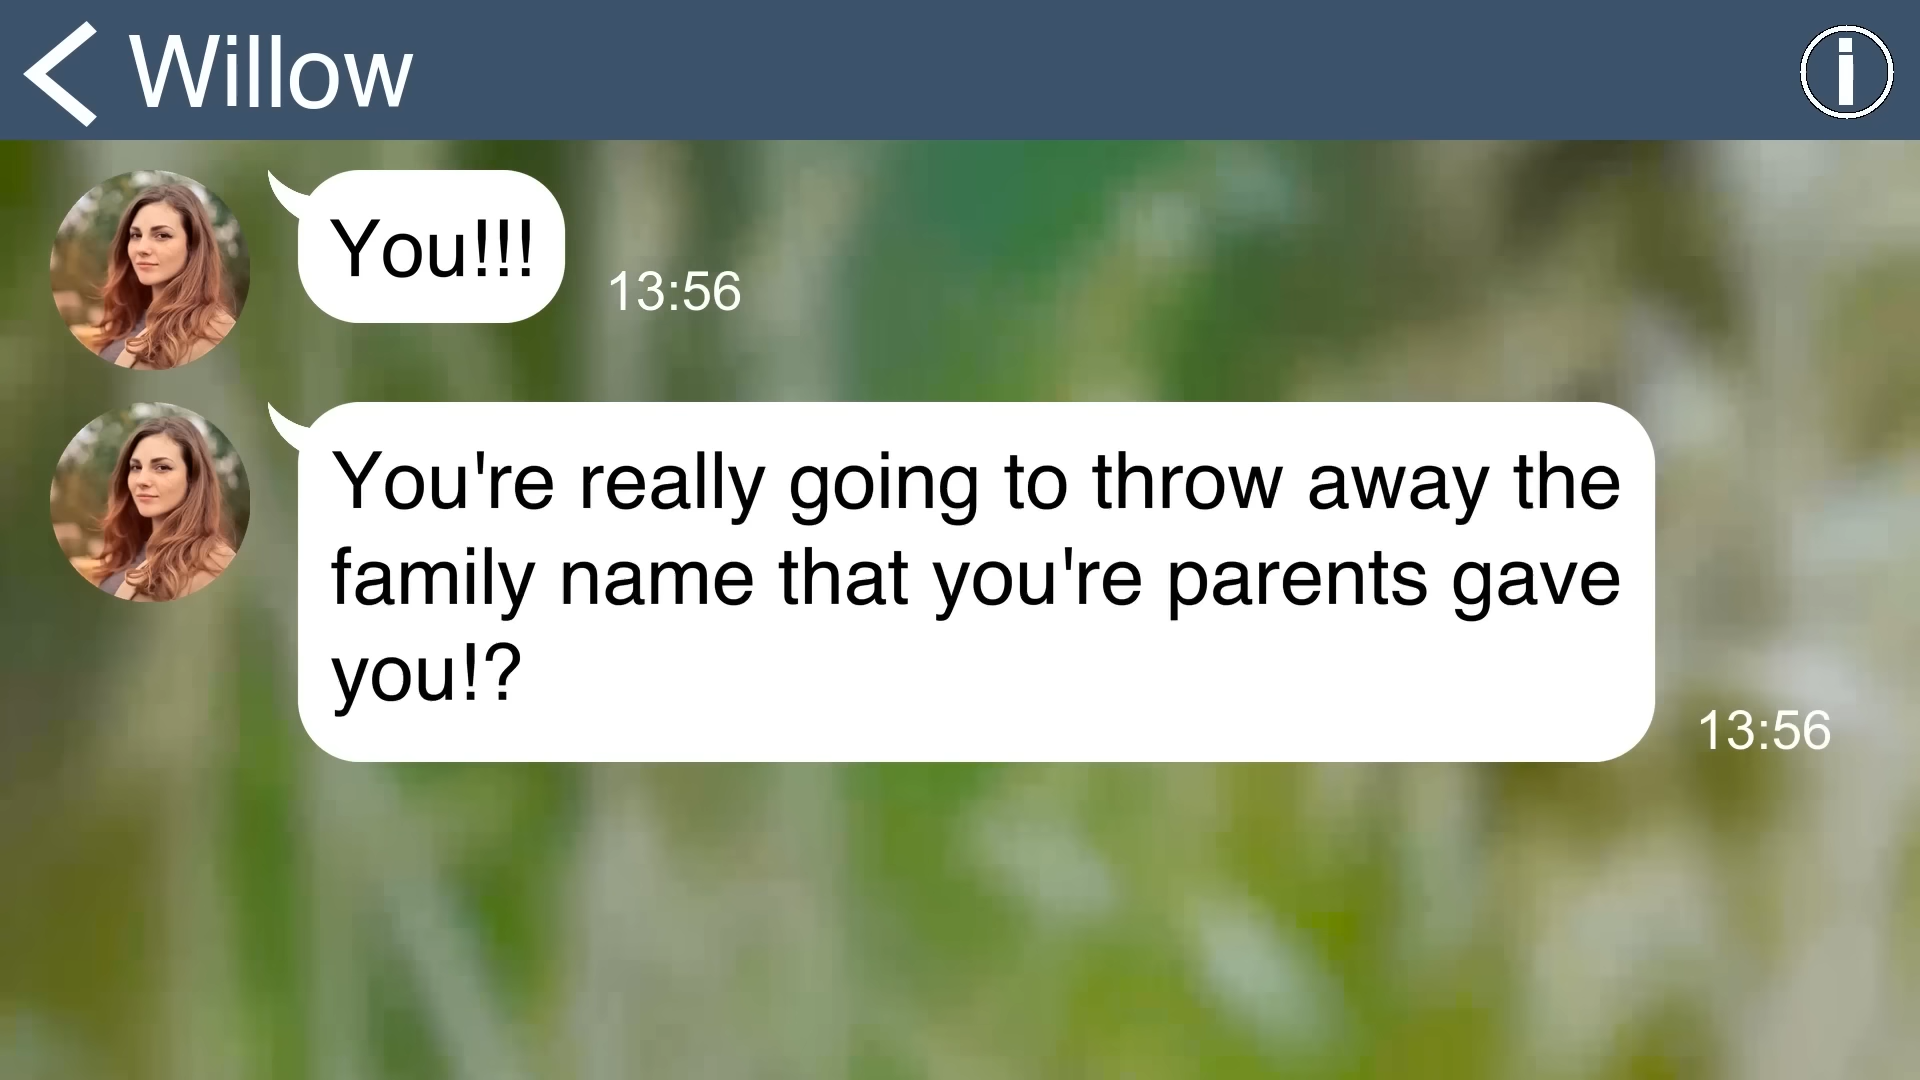 Willow
You!!!
13:56
You're really going to throw away the
family name that you're parents gave
you!?
13:56